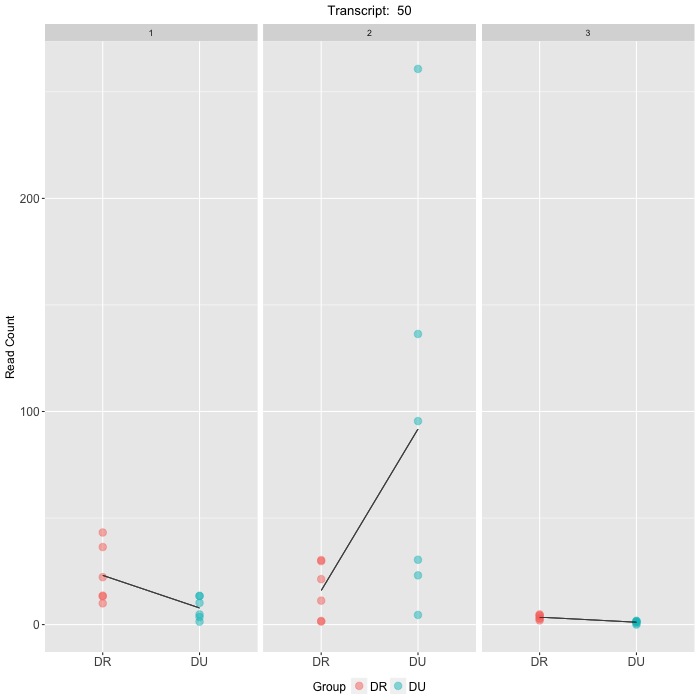 Transcript:  50
1 2 3
Read Count
200
100
0
DR DU DR DU DR DU
Group DR DU